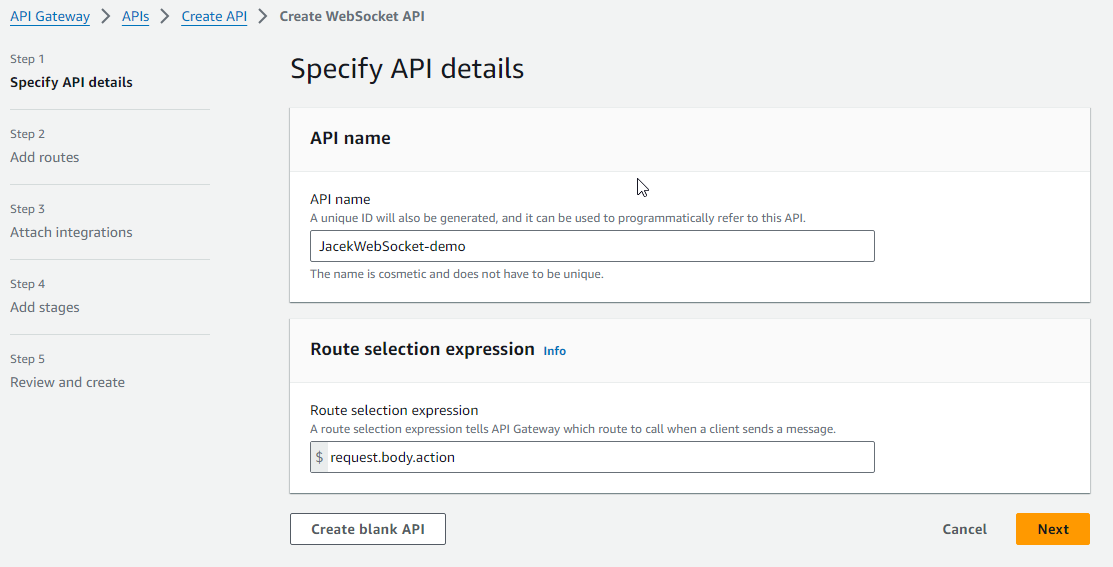 API Gateway > APIs > Create API > Create WebSocket API
Step 1
Specify API details
Step 2
Add routes
Step 3
Attach integrations
Step 4
Add stages
Step 5
Review and create
Specify API details
API name
API name
A unique ID will also be generated, and it can be used to programmatically refer to this API.
JacekWebSocket-demo
The name is cosmetic and does not have to be unique.
Route selection expression Info
Route selection expression
A route selection expression tells API Gateway which route to call when a client sends a message.
$ request.body.action
Create blank API
Cancel
Next